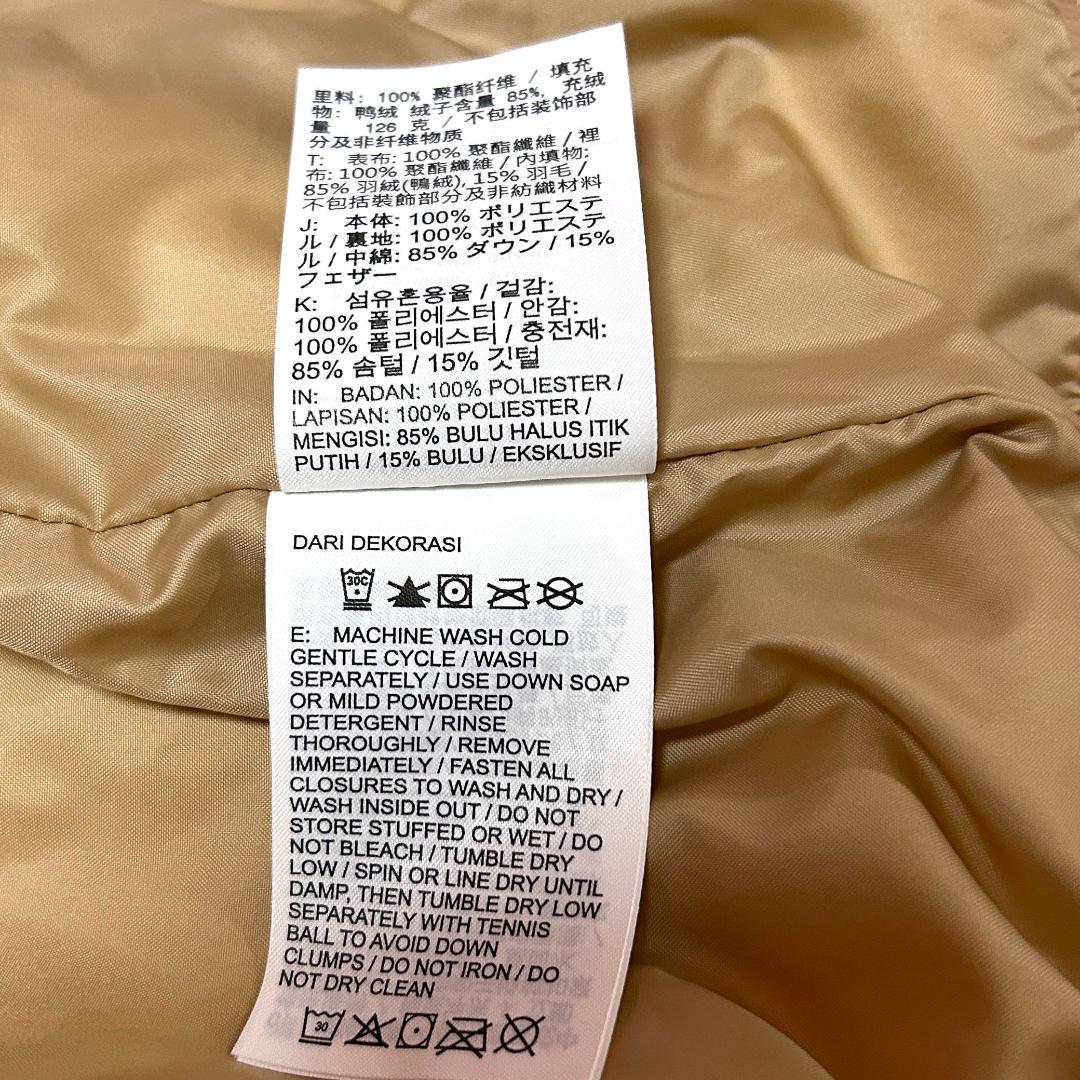 里料: 100% 聚酯纤维 / 填充
物: 鸭绒 绒子含量 85%, 充绒
量 126 克 / 不包括装饰部
分及非纤维物质
T: 表布: 100% 聚酯纖維 / 裡
布: 100% 聚酯纖維 / 內填物:
85% 羽絨(鴨絨), 15% 羽毛 /
不包括裝飾部分及非紡織材料
J: 本体: 100% ポリエステ
ル / 裏地: 100% ポリエステ
ル / 中綿: 85% ダウン / 15%
フェザー
K: 섬유혼용율 / 겉감:
100% 폴리에스터 / 안감:
100% 폴리에스터 / 충전재:
85% 솜털 / 15% 깃털
IN: BADAN: 100% POLIESTER /
LAPISAN: 100% POLIESTER /
MENGISI: 85% BULU HALUS ITIK
PUTIH / 15% BULU / EKSKLUSIF
DARI DEKORASI
30C
E: MACHINE WASH COLD
GENTLE CYCLE / WASH
SEPARATELY / USE DOWN SOAP
OR MILD POWDERED
DETERGENT / RINSE
THOROUGHLY / REMOVE
IMMEDIATELY / FASTEN ALL
CLOSURES TO WASH AND DRY /
WASH INSIDE OUT / DO NOT
STORE STUFFED OR WET / DO
NOT BLEACH / TUMBLE DRY
LOW / SPIN OR LINE DRY UNTIL
DAMP, THEN TUMBLE DRY LOW
SEPARATELY WITH TENNIS
BALL TO AVOID DOWN
CLUMPS / DO NOT IRON / DO
NOT DRY CLEAN
30